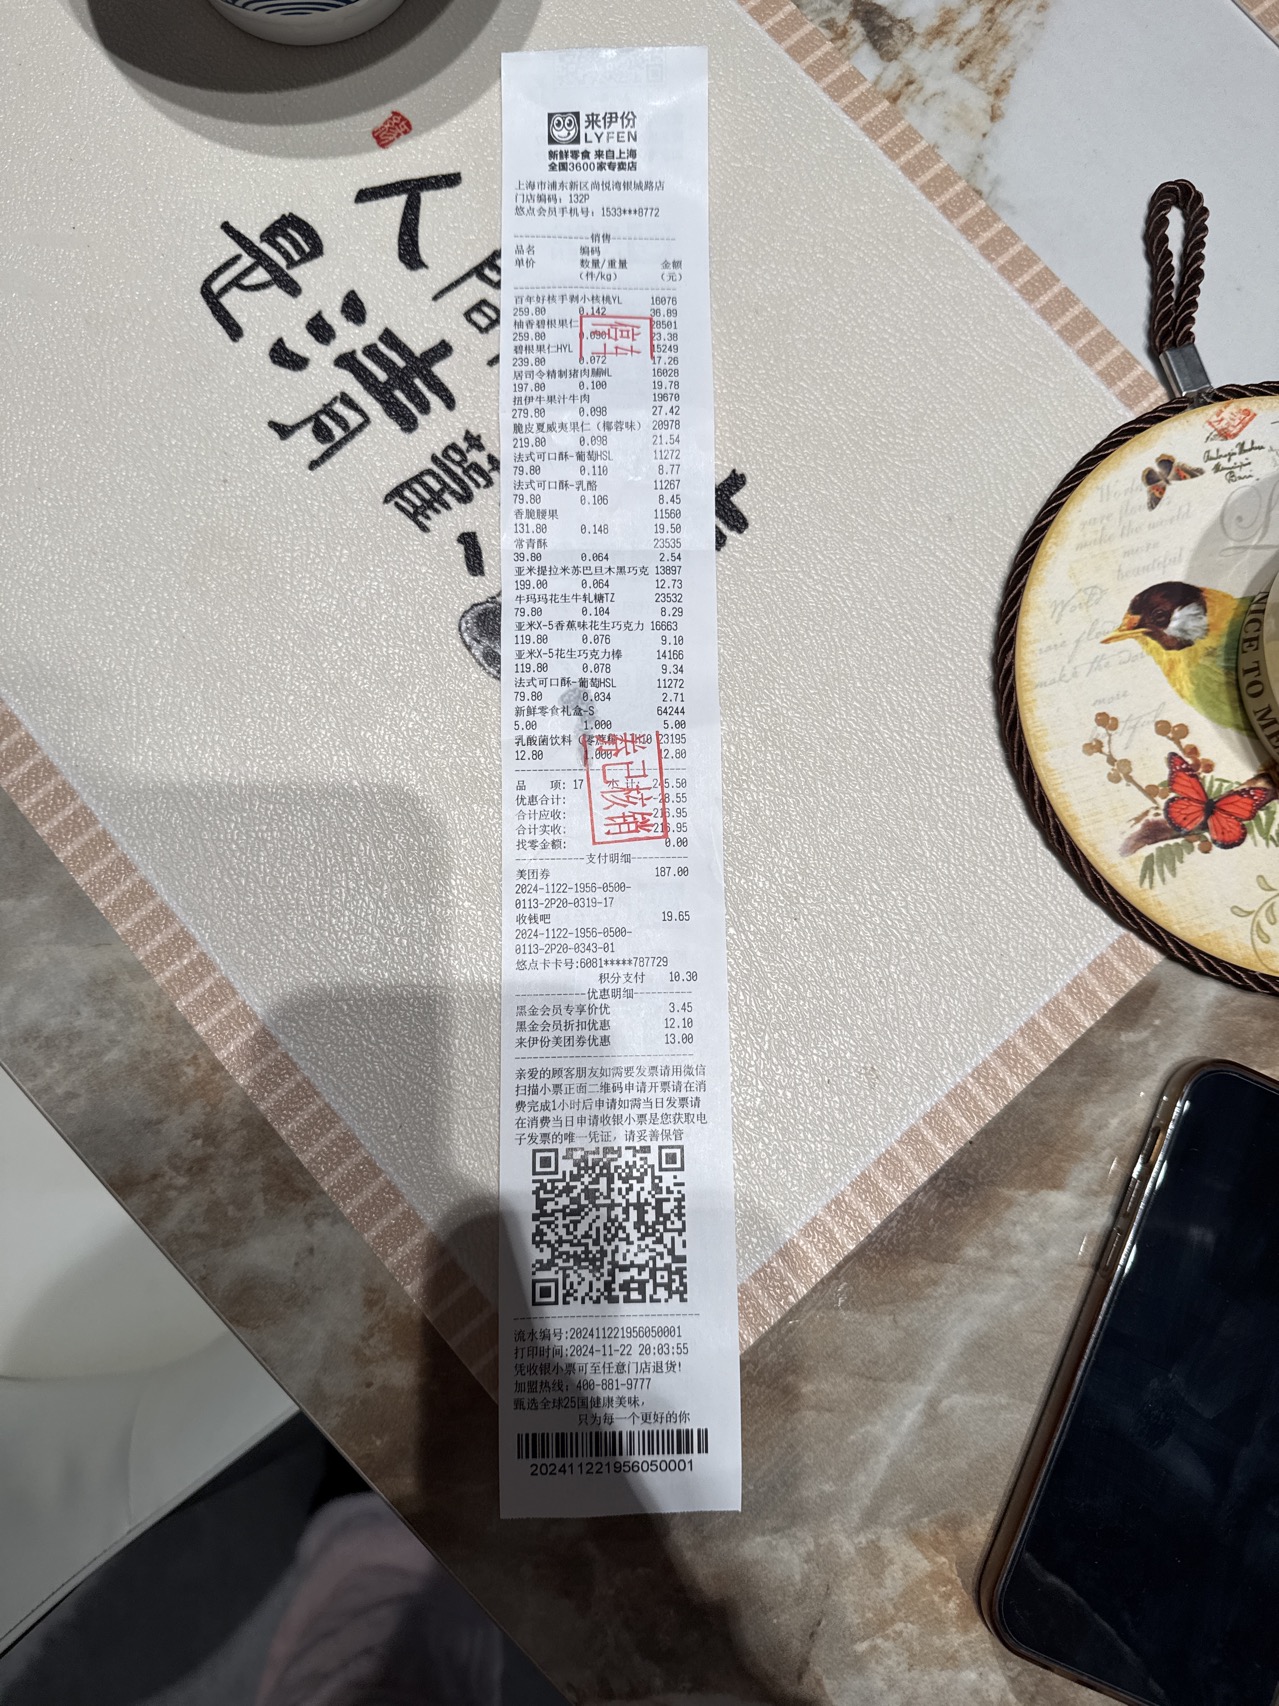 来伊份
LYFEN
新鲜零食 来自上海
全国3600家专卖店
上海市浦东新区尚悦湾银城路店
门店编码：132P
悠点会员手机号：1533***8772
销售
品名 编码
单价 数量/重量 金额
（件/kg） （元）
百年好核手剥小核桃YL 16076
259.80 0.142 36.89
柚香碧根果仁 28501
259.80 0.090 23.38
碧根果仁HYL 15249
239.80 0.072 17.26
居司令精制猪肉脯WL 16028
197.80 0.100 19.78
扭伊牛果汁牛肉 19670
279.80 0.098 27.42
脆皮夏威夷果仁（椰蓉味） 20978
219.80 0.098 21.54
法式可口酥-葡萄HSL 11272
79.80 0.110 8.77
法式可口酥-乳酪 11267
79.80 0.106 8.45
香脆腰果 11560
131.80 0.148 19.50
常青酥 23535
39.80 0.064 2.54
亚米提拉米苏巴旦木黑巧克 13897
199.00 0.064 12.73
牛玛玛花生牛轧糖TZ 23532
79.80 0.104 8.29
亚米X-5香蕉味花生巧克力 16663
119.80 0.076 9.10
亚米X-5花生巧克力棒 14166
119.80 0.078 9.34
法式可口酥-葡萄HSL 11272
79.80 0.034 2.71
新鲜零食礼盒-S 64244
5.00 1.000 5.00
乳酸菌饮料（零蔗糖 23195
12.80 1.000 12.80
品 项: 17 小 计: 245.50
优惠合计: -28.55
合计应收: 216.95
合计实收: 216.95
找零金额: 0.00
券已核销
支付明细
美团券 187.00
2024-1122-1956-0500-
0113-2P20-0319-17
收钱吧 19.65
2024-1122-1956-0500-
0113-2P20-0343-01
悠点卡卡号:6081*****787729
积分支付 10.30
优惠明细
黑金会员专享价优 3.45
黑金会员折扣优惠 12.10
来伊份美团券优惠 13.00
亲爱的顾客朋友如需要发票请用微信
扫描小票正面二维码申请开票请在消
费完成1小时后申请如需当日发票请
在消费当日申请收银小票是您获取电
子发票的唯一凭证，请妥善保管
流水编号:202411221956050001
打印时间:2024-11-22 20:03:55
凭收银小票可至任意门店退货!
加盟热线：400-881-9777
甄选全球25国健康美味，
只为每一个更好的你
202411221956050001
NICE TO ME